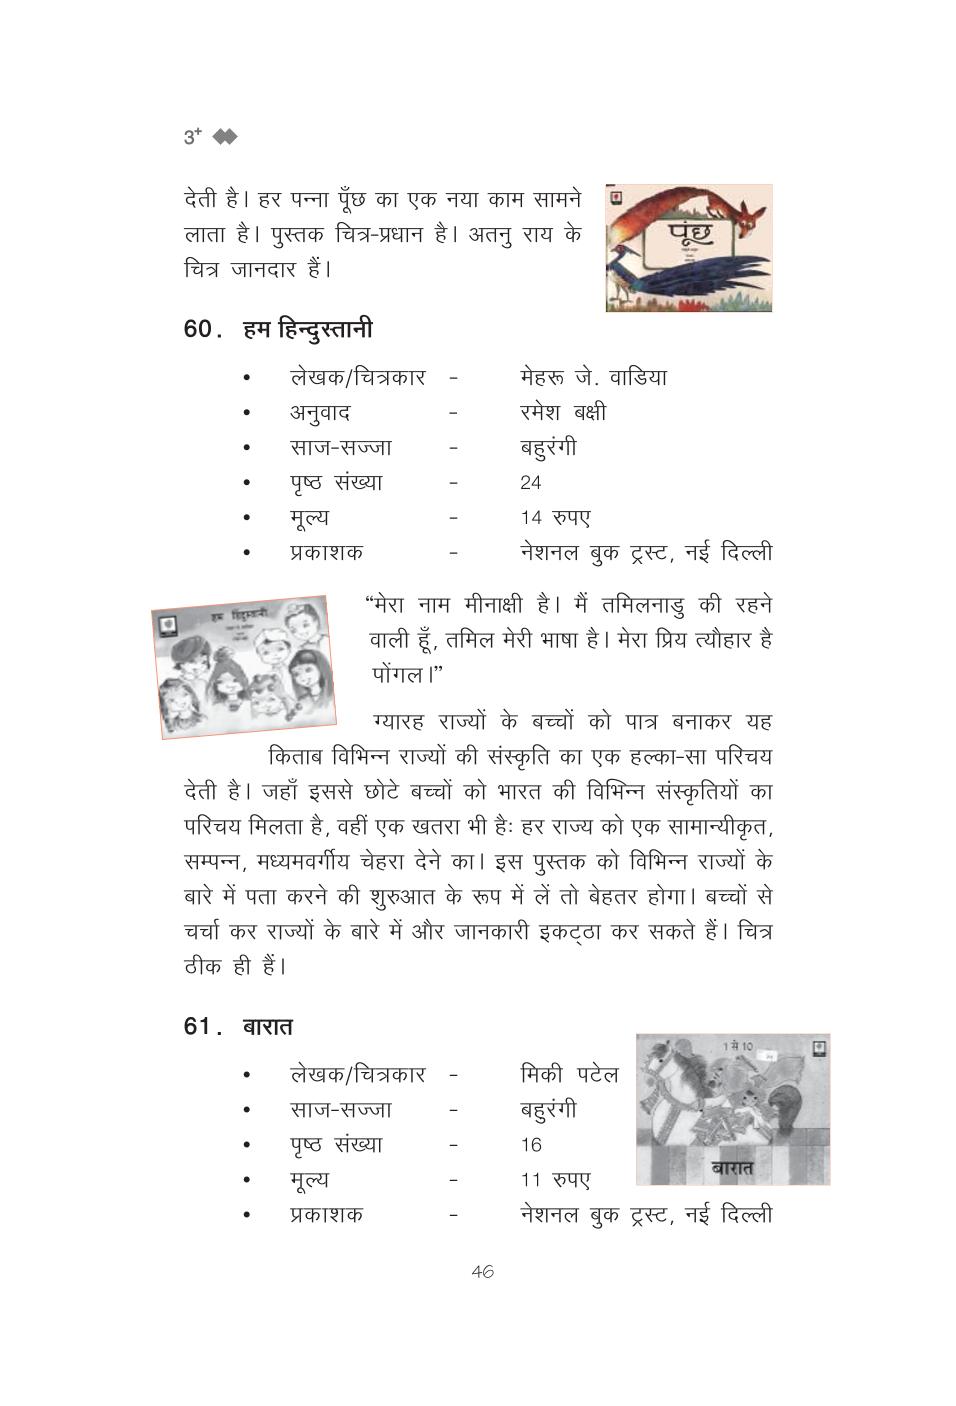 3+
देती है। हर पन्ना पूँछ का एक नया काम सामने
लाता है। पुस्तक चित्र-प्रधान है। अतनु राय के
चित्र जानदार हैं।
पूंछ
60. हम हिन्दुस्तानी
• लेखक/चित्रकार - मेहरू जे. वाडिया
• अनुवाद - रमेश बक्षी
• साज-सज्जा - बहुरंगी
• पृष्ठ संख्या - 24
• मूल्य - 14 रुपए
• प्रकाशक - नेशनल बुक ट्रस्ट, नई दिल्ली
हम हिंदुस्तानी
“मेरा नाम मीनाक्षी है। मैं तमिलनाडु की रहने
वाली हूँ, तमिल मेरी भाषा है। मेरा प्रिय त्यौहार है
पोंगल।”
ग्यारह राज्यों के बच्चों को पात्र बनाकर यह
किताब विभिन्न राज्यों की संस्कृति का एक हल्का-सा परिचय
देती है। जहाँ इससे छोटे बच्चों को भारत की विभिन्न संस्कृतियों का
परिचय मिलता है, वहीं एक खतरा भी है: हर राज्य को एक सामान्यीकृत,
सम्पन्न, मध्यमवर्गीय चेहरा देने का। इस पुस्तक को विभिन्न राज्यों के
बारे में पता करने की शुरुआत के रूप में लें तो बेहतर होगा। बच्चों से
चर्चा कर राज्यों के बारे में और जानकारी इकट्ठा कर सकते हैं। चित्र
ठीक ही हैं।
61. बारात
• लेखक/चित्रकार - मिकी पटेल
• साज-सज्जा - बहुरंगी
• पृष्ठ संख्या - 16
• मूल्य - 11 रुपए
• प्रकाशक - नेशनल बुक ट्रस्ट, नई दिल्ली
1 से 10
बारात
46